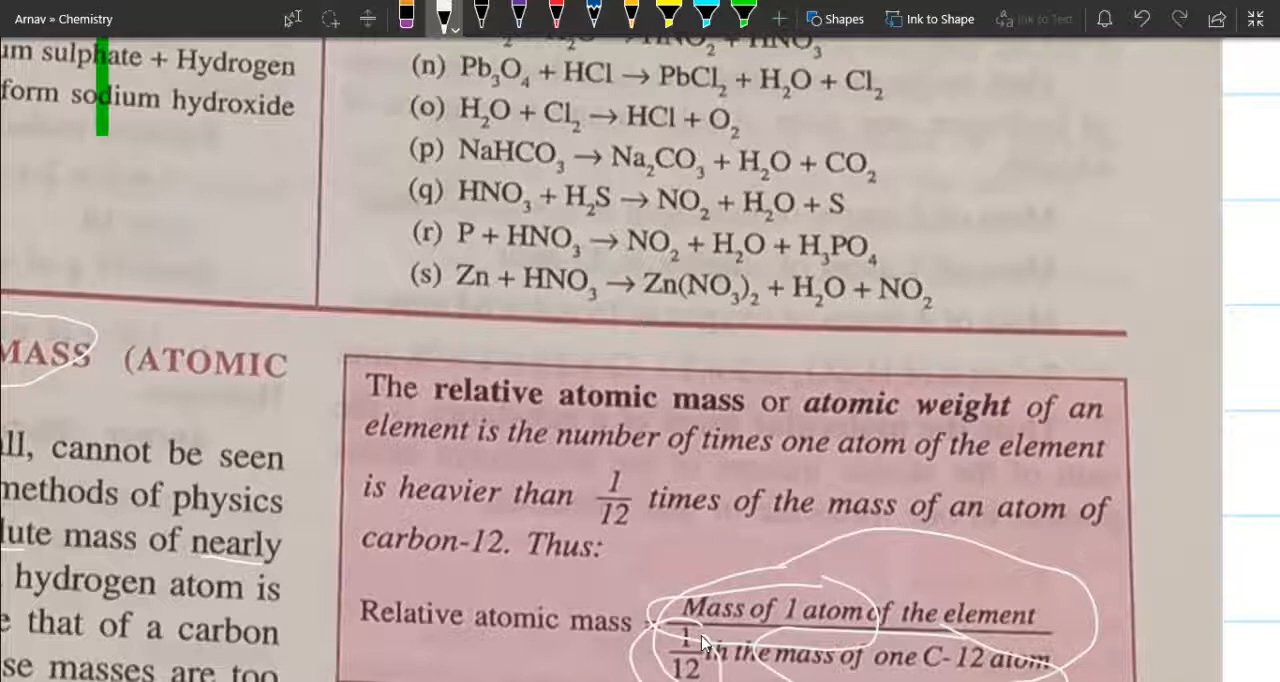 Arnav » Chemistry
Shapes
Ink to Shape
Ink to Text
um sulphate + Hydrogen
form sodium hydroxide
(n) Pb₃O₄ + HCl → PbCl₂ + H₂O + Cl₂
(o) H₂O + Cl₂ → HCl + O₂
(p) NaHCO₃ → Na₂CO₃ + H₂O + CO₂
(q) HNO₃ + H₂S → NO₂ + H₂O + S
(r) P + HNO₃ → NO₂ + H₂O + H₃PO₄
(s) Zn + HNO₃ → Zn(NO₃)₂ + H₂O + NO₂
MASS (ATOMIC
ll, cannot be seen
methods of physics
lute mass of nearly
hydrogen atom is
e that of a carbon
se masses are too
The relative atomic mass or atomic weight of an
element is the number of times one atom of the element
is heavier than 1/12 times of the mass of an atom of
carbon-12. Thus:
Relative atomic mass
Mass of 1 atom of the element
1/12 th the mass of one C-12 atom